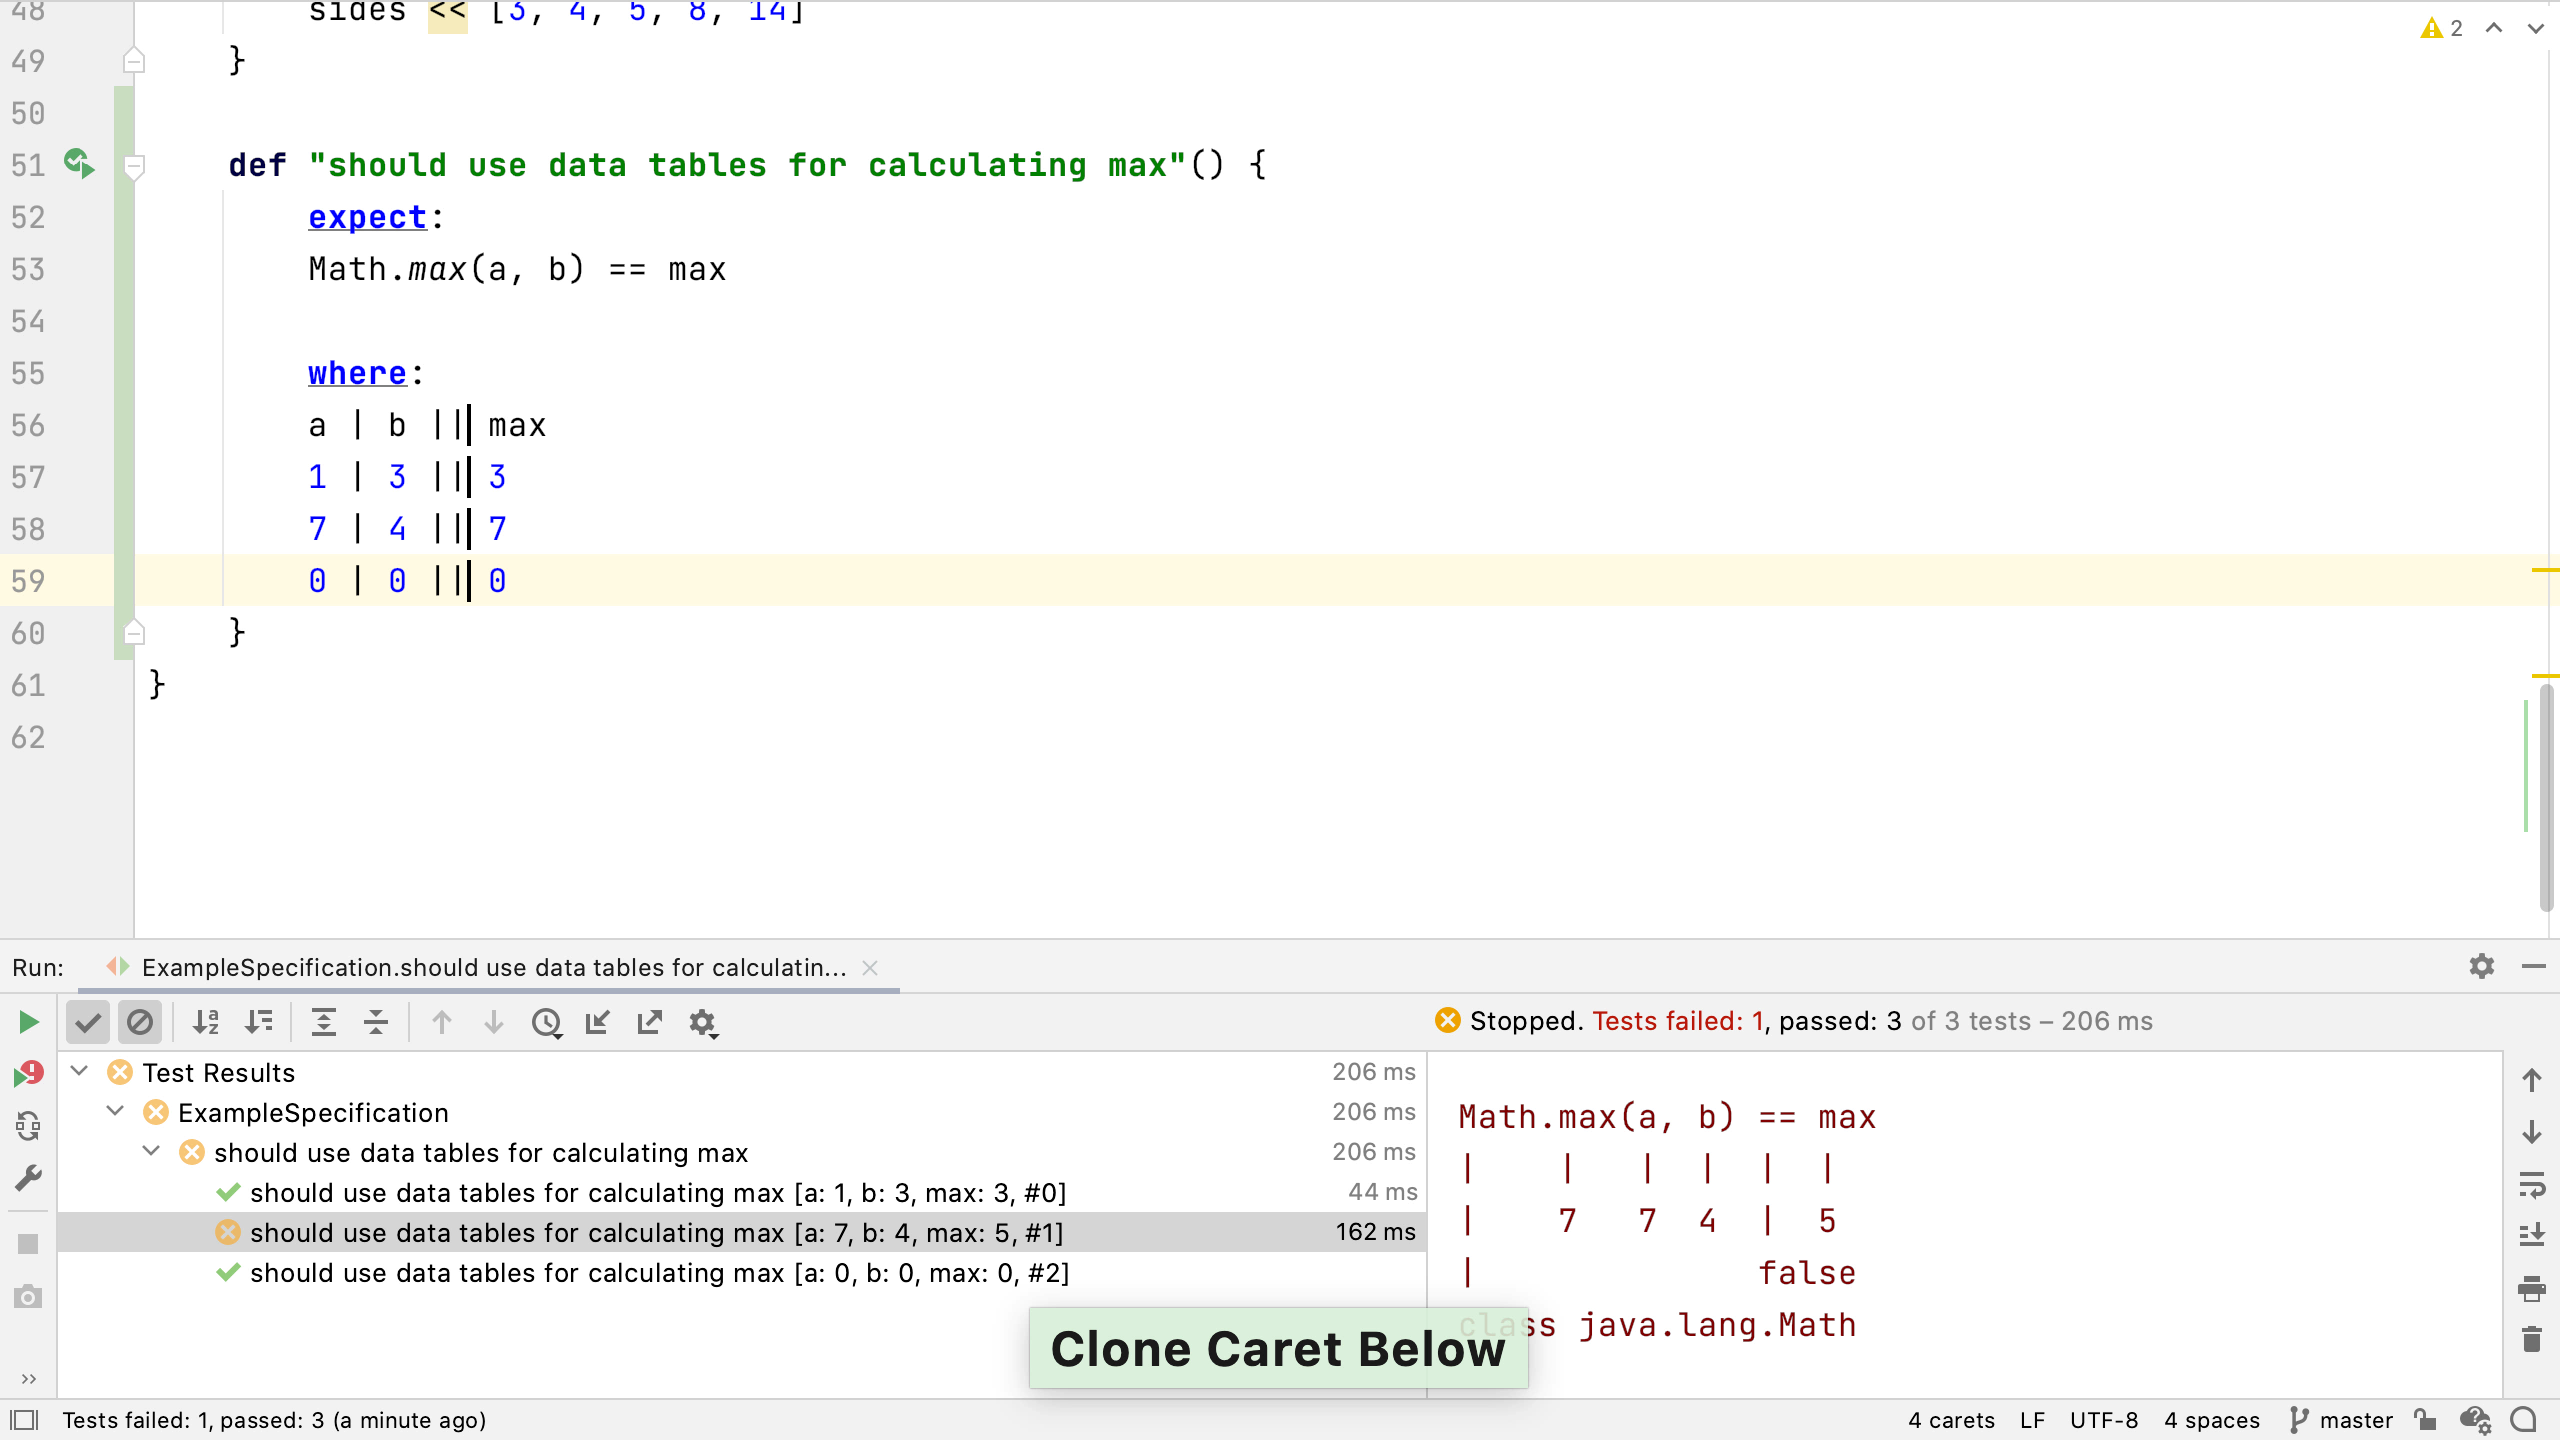 48 sides << [3, 4, 5, 8, 14]
2
49 }
50
51 def "should use data tables for calculating max"() {
52 expect:
53 Math.max(a, b) == max
54
55 where:
56 a | b || max
57 1 | 3 || 3
58 7 | 4 || 7
59 0 | 0 || 0
60 }
61 }
62
Run: ExampleSpecification.should use data tables for calculatin...
Stopped. Tests failed: 1, passed: 3 of 3 tests – 206 ms
Test Results 206 ms
ExampleSpecification 206 ms
should use data tables for calculating max 206 ms
should use data tables for calculating max [a: 1, b: 3, max: 3, #0] 44 ms
should use data tables for calculating max [a: 7, b: 4, max: 5, #1] 162 ms
should use data tables for calculating max [a: 0, b: 0, max: 0, #2]
Math.max(a, b) == max
| | | | | |
| 7 7 4 | 5
| false
class java.lang.Math
Clone Caret Below
Tests failed: 1, passed: 3 (a minute ago)
4 carets LF UTF-8 4 spaces master